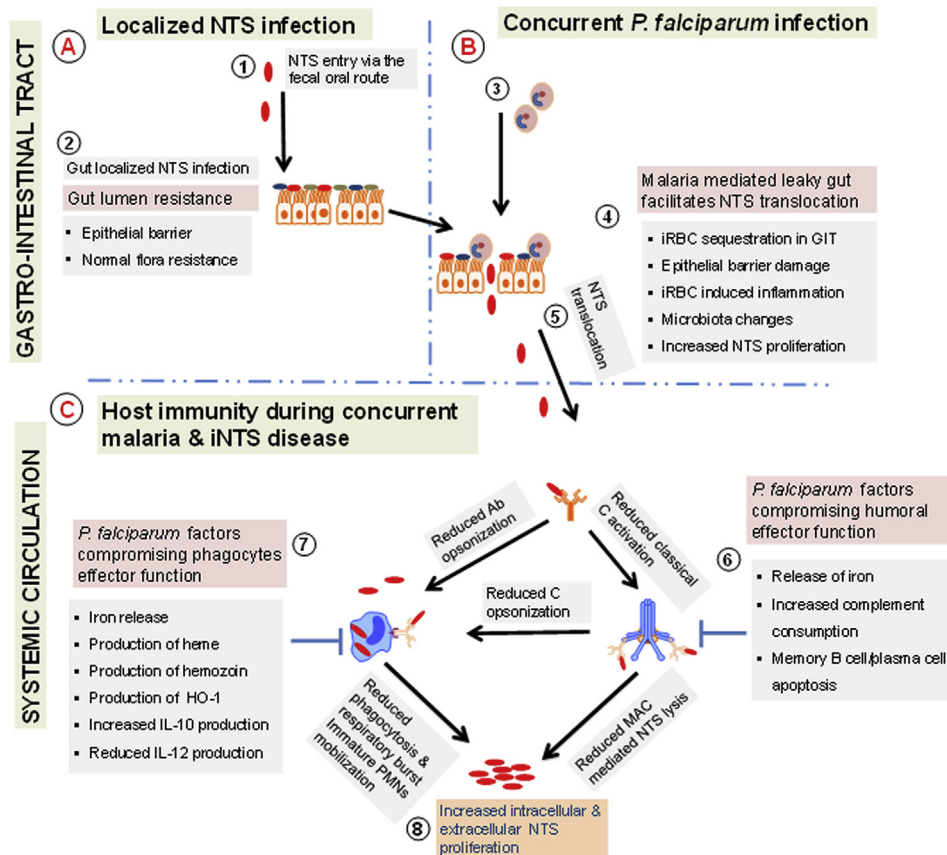 GASTRO-INTESTINAL TRACT
A
Localized NTS infection
1
NTS entry via the
fecal oral route
2
Gut localized NTS infection
Gut lumen resistance
▪ Epithelial barrier
▪ Normal flora resistance
B
Concurrent P. falciparum infection
3
4
Malaria mediated leaky gut
facilitates NTS translocation
▪ iRBC sequestration in GIT
▪ Epithelial barrier damage
▪ iRBC induced inflammation
▪ Microbiota changes
▪ Increased NTS proliferation
5
NTS
translocation
SYSTEMIC CIRCULATION
C
Host immunity during concurrent
malaria & iNTS disease
P. falciparum factors
compromising phagocytes
effector function
7
▪ Iron release
▪ Production of heme
▪ Production of hemozoin
▪ Production of HO-1
▪ Increased IL-10 production
▪ Reduced IL-12 production
Reduced Ab
opsonization
Reduced classical
C activation
Reduced C
opsonization
P. falciparum factors
compromising humoral
effector function
6
▪ Release of iron
▪ Increased complement
consumption
▪ Memory B cell/plasma cell
apoptosis
Reduced
phagocytosis &
respiratory burst
Immature PMNs
mobilization
Reduced MAC
mediated NTS lysis
8
Increased intracellular &
extracellular NTS
proliferation